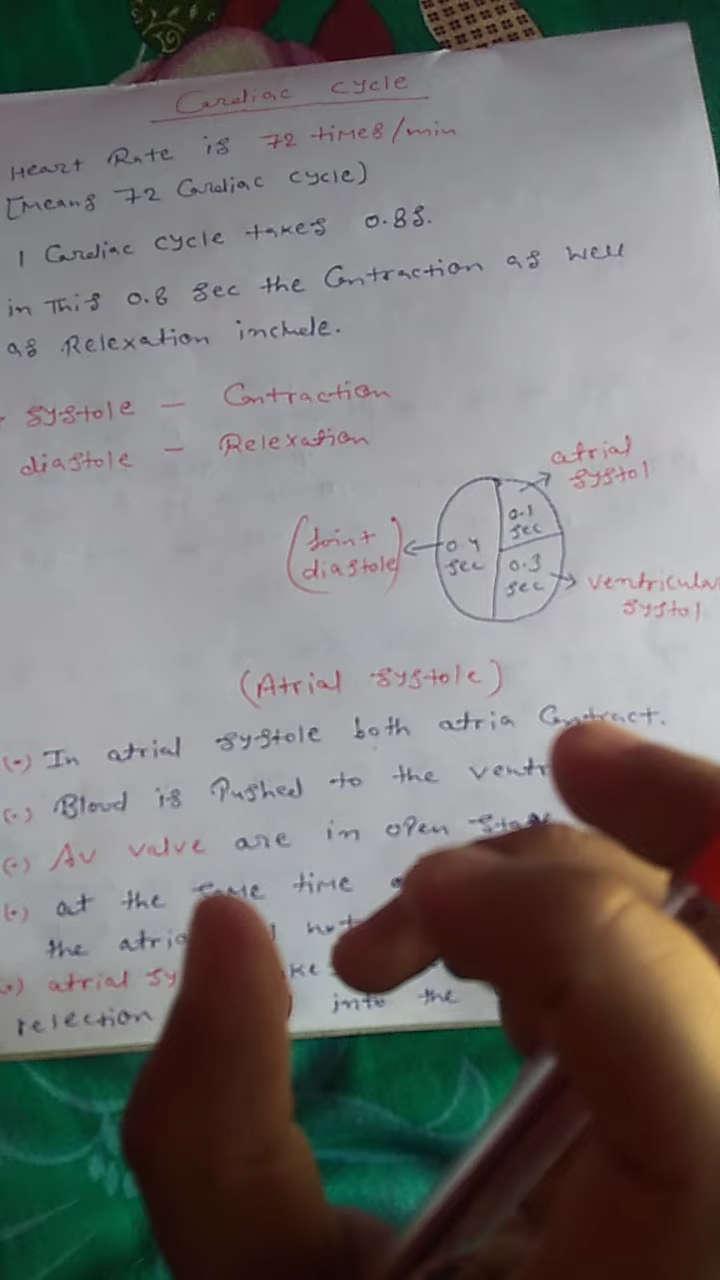 Cardiac cycle
Heart Rate is 72 times/min
[Means 72 Cardiac cycle)
1 Cardiac cycle takes 0.8s.
in This 0.8 sec the Contraction as well
as Relexation include.
systole - Contraction
diastole - Relexation
atrial
systol
0.1
sec
(Joint
diastole)
0.4
sec
0.3
sec
ventricular
systol
(Atrial systole)
(•) In atrial systole both atria Contract.
(•) Blood is Pushed to the
(•) AV valve are in open
(•) at the same time
the
atrial
relection into the